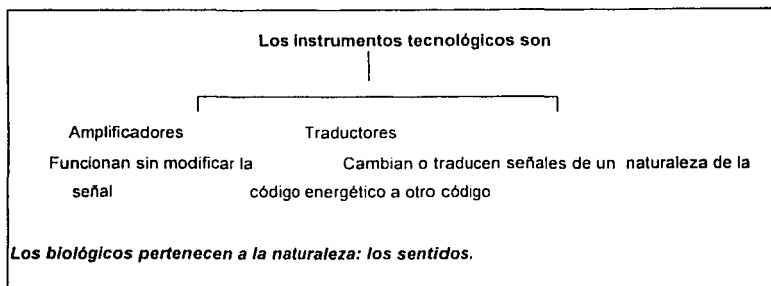 Los instrumentos tecnológicos son
Amplificadores Traductores
Funcionan sin modificar la Cambian o traducen señales de un naturaleza de la
señal código energético a otro código
Los biológicos pertenecen a la naturaleza: los sentidos.